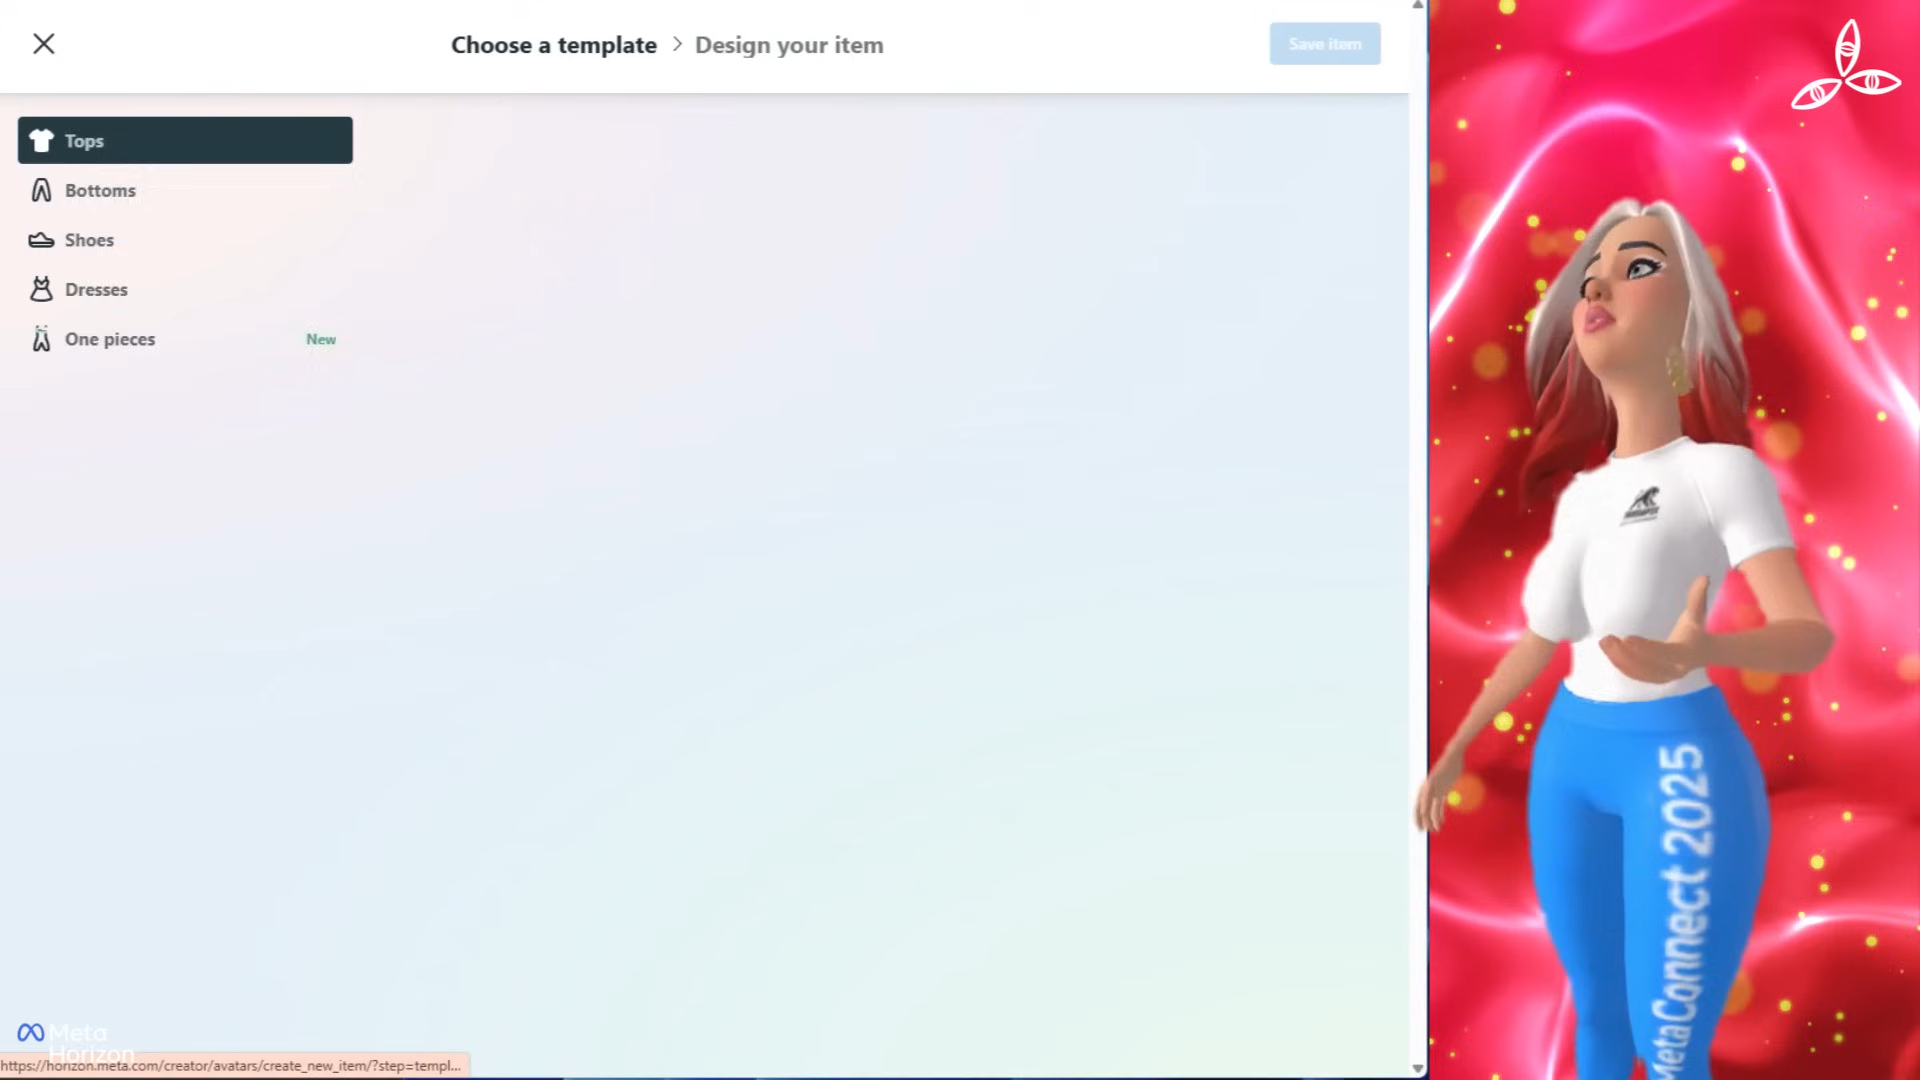 Choose a template > Design your item
Save item
Tops
Bottoms
Shoes
Dresses
One pieces New
MetaConnect 2025
Meta
Horizon
https://horizon.meta.com/creator/avatars/create_new_item/?step=templ...